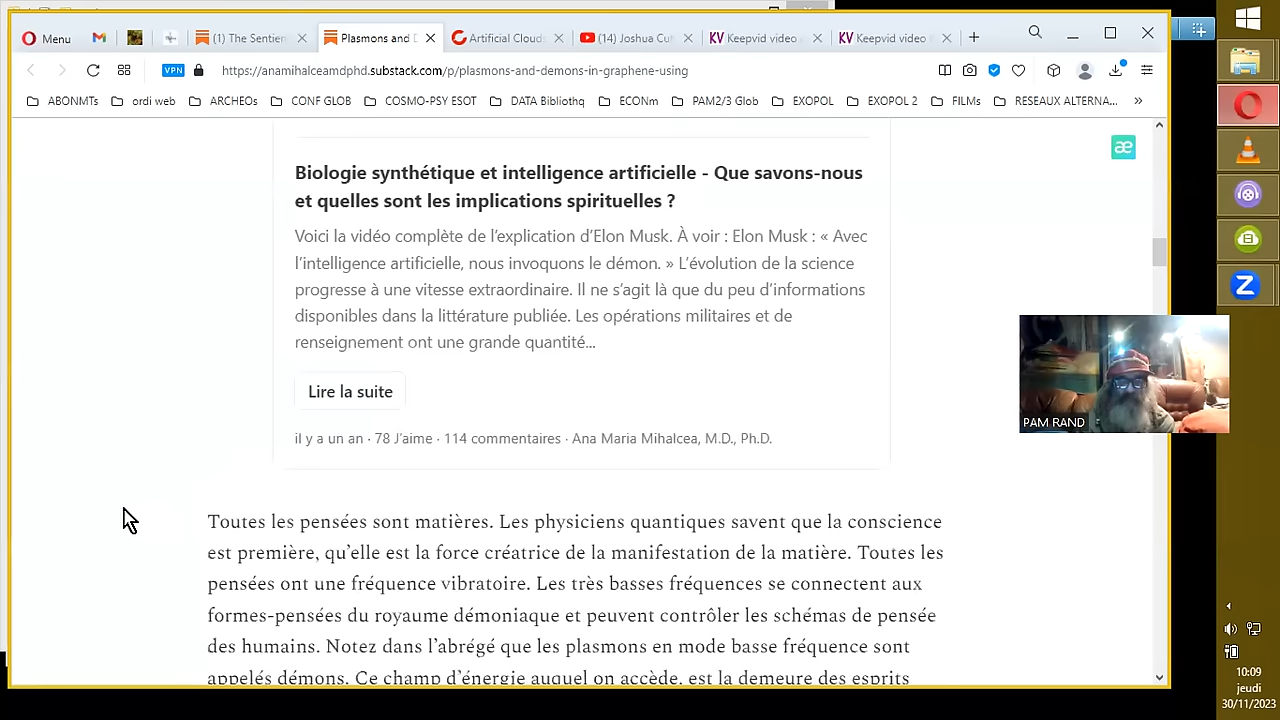 Menu
(1) The Sentien
Plasmons and D
Artificial Cloud
(14) Joshua Cut
KV Keepvid video
KV Keepvid video
VPN
https://anamihalceamdphd.substack.com/p/plasmons-and-demons-in-graphene-using
ABONMTs
ordi web
ARCHEOs
CONF GLOB
COSMO-PSY ESOT
DATA Bibliothq
ECONm
PAM2/3 Glob
EXOPOL
EXOPOL 2
FILMs
RESEAUX ALTERNA...
æ
Biologie synthétique et intelligence artificielle - Que savons-nous
et quelles sont les implications spirituelles ?
Voici la vidéo complète de l'explication d'Elon Musk. À voir : Elon Musk : « Avec
l'intelligence artificielle, nous invoquons le démon. » L'évolution de la science
progresse à une vitesse extraordinaire. Il ne s'agit là que du peu d'informations
disponibles dans la littérature publiée. Les opérations militaires et de
renseignement ont une grande quantité...
Lire la suite
il y a un an · 78 J'aime · 114 commentaires · Ana Maria Mihalcea, M.D., Ph.D.
Toutes les pensées sont matières. Les physiciens quantiques savent que la conscience
est première, qu'elle est la force créatrice de la manifestation de la matière. Toutes les
pensées ont une fréquence vibratoire. Les très basses fréquences se connectent aux
formes-pensées du royaume démoniaque et peuvent contrôler les schémas de pensée
des humains. Notez dans l'abrégé que les plasmons en mode basse fréquence sont
appelés démons. Ce champ d'énergie auquel on accède, est la demeure des esprits
PAM RAND
10:09
jeudi
30/11/2023